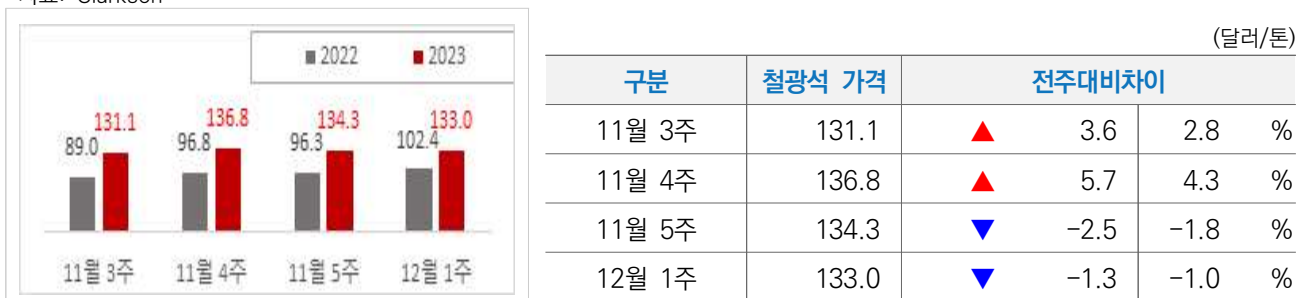 ■ 2022 ■ 2023
89.0 131.1 96.8 136.8 96.3 134.3 102.4 133.0
11월 3주 11월 4주 11월 5주 12월 1주
(달러/톤)
구분 철광석 가격 전주대비차이
11월 3주 131.1 ▲ 3.6 2.8 %
11월 4주 136.8 ▲ 5.7 4.3 %
11월 5주 134.3 ▼ -2.5 -1.8 %
12월 1주 133.0 ▼ -1.3 -1.0 %